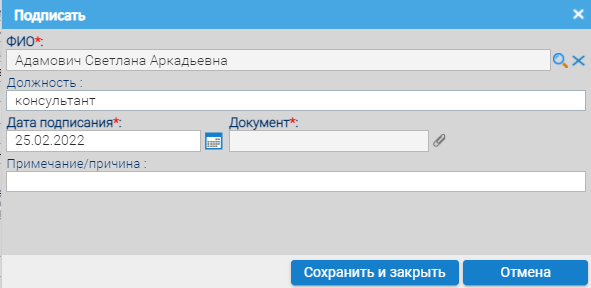 Подписать
ФИО*:
Адамович Светлана Аркадьевна
Должность :
консультант
Дата подписания*: Документ*:
25.02.2022
Примечание/причина :
Сохранить и закрыть Отмена